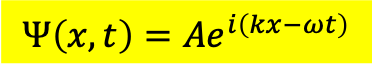 Ψ(x, t) = Ae^{i(kx−ωt)}